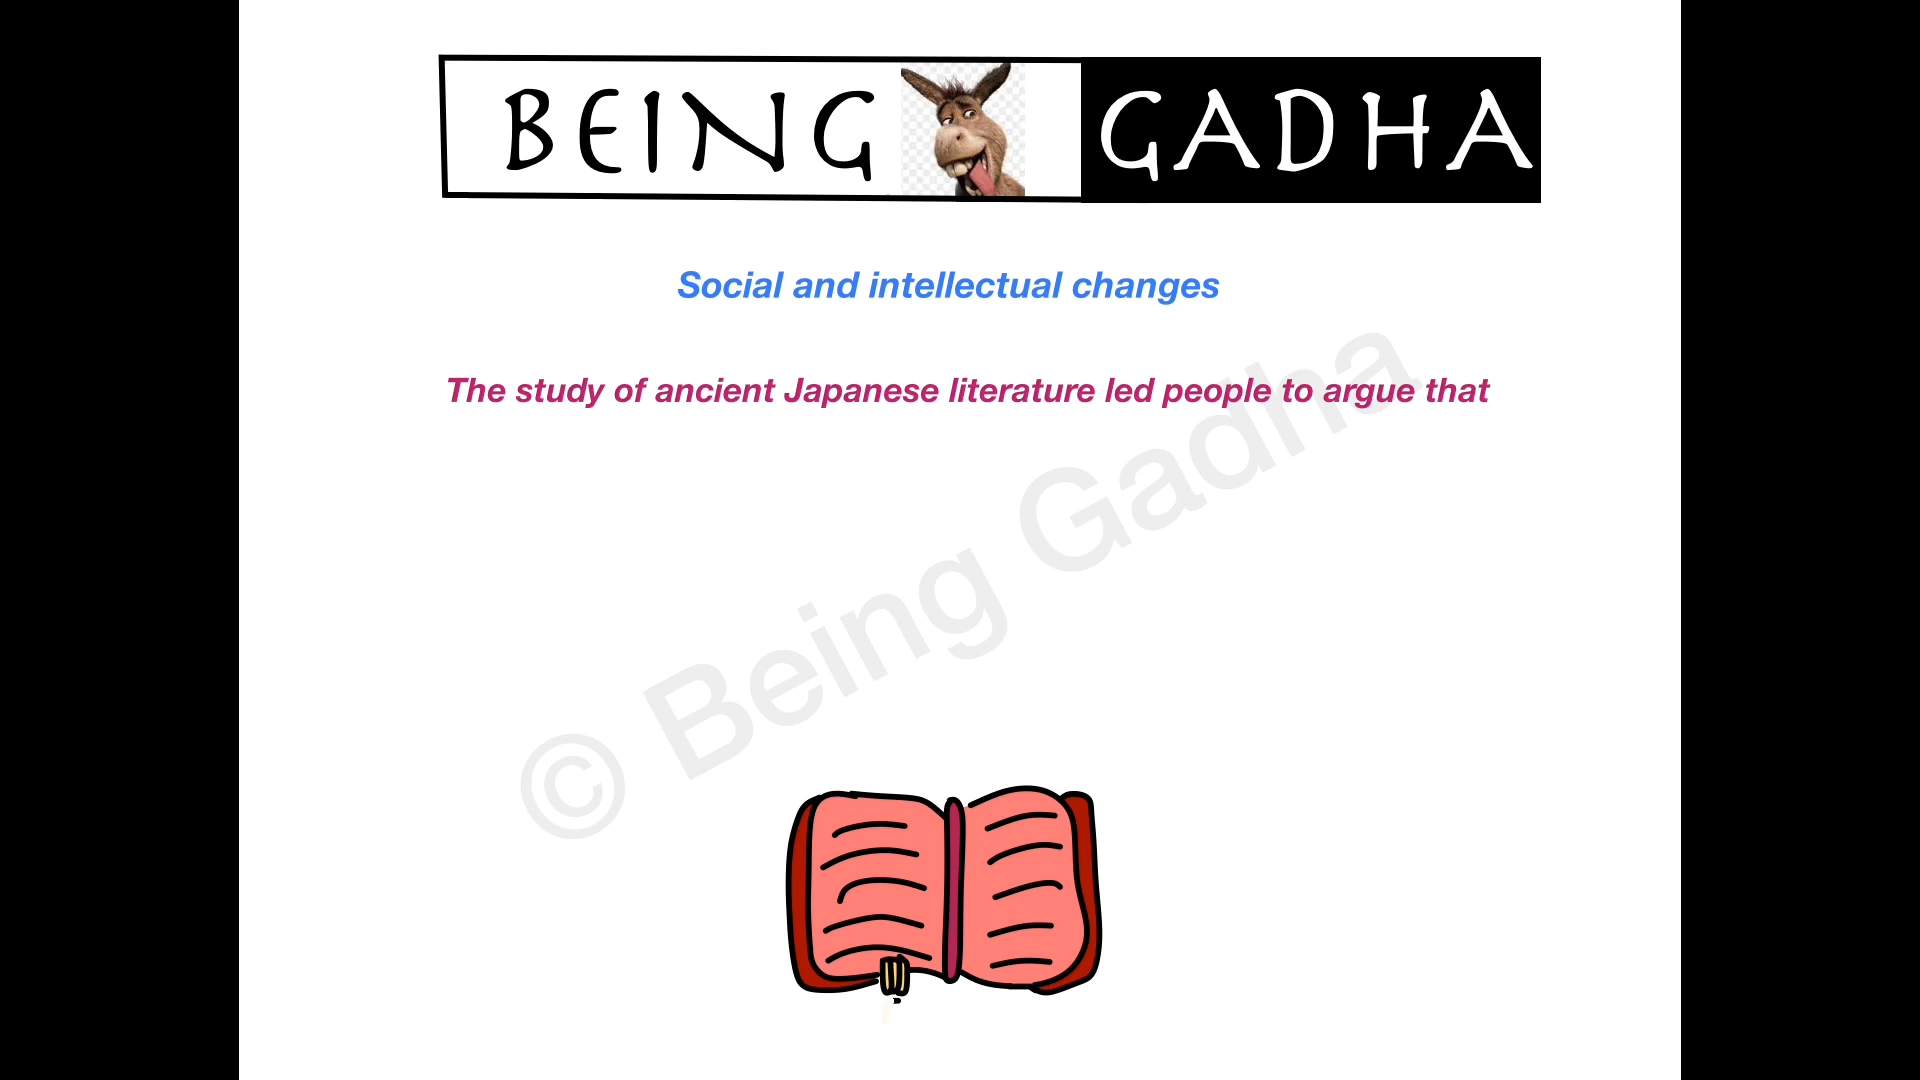 BEING GADHA
Social and intellectual changes
The study of ancient Japanese literature led people to argue that
© Being Gadha